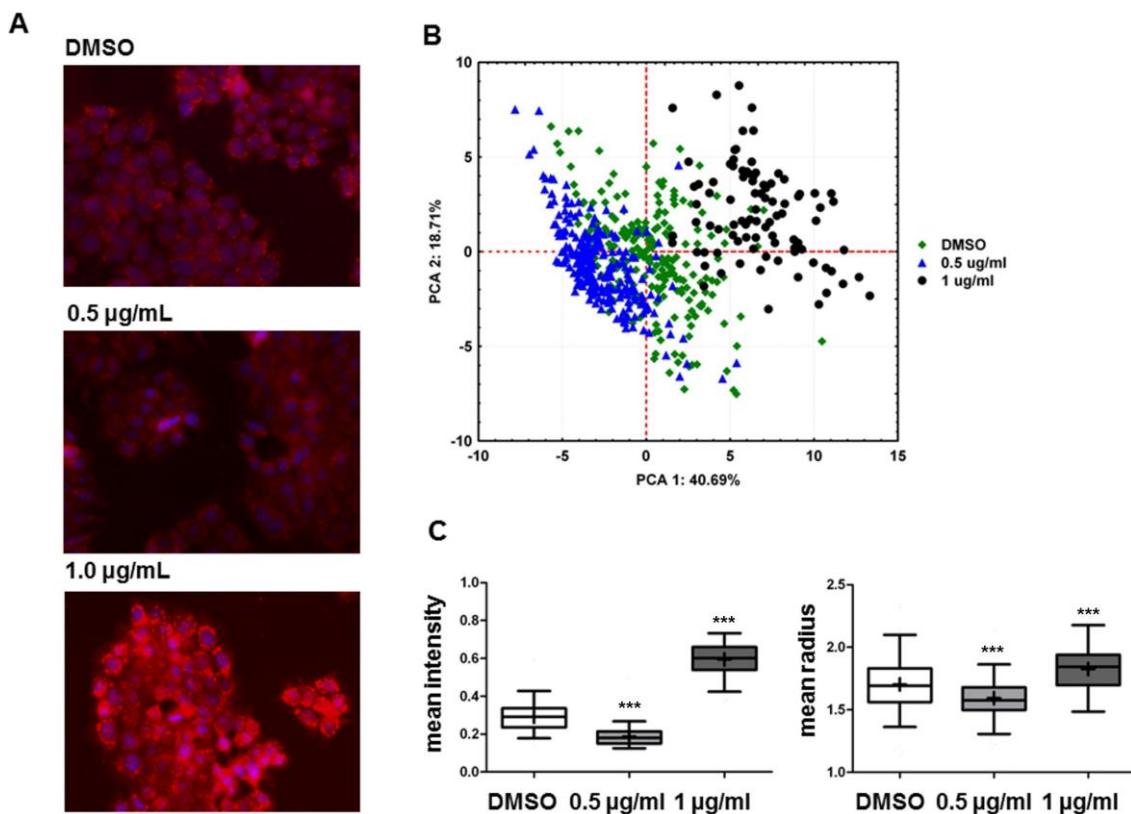 A
DMSO
0.5 µg/mL
1.0 µg/mL
B
10
5
0
-5
-10
PCA 2: 18.71%
-10 -5 0 5 10 15
PCA 1: 40.69%
DMSO
0.5 ug/ml
1 ug/ml
C
1.0
0.8
0.6
0.4
0.2
0.0
mean intensity
***
***
DMSO 0.5 µg/ml 1 µg/ml
2.5
2.0
1.5
1.0
mean radius
***
***
DMSO 0.5 µg/ml 1 µg/ml